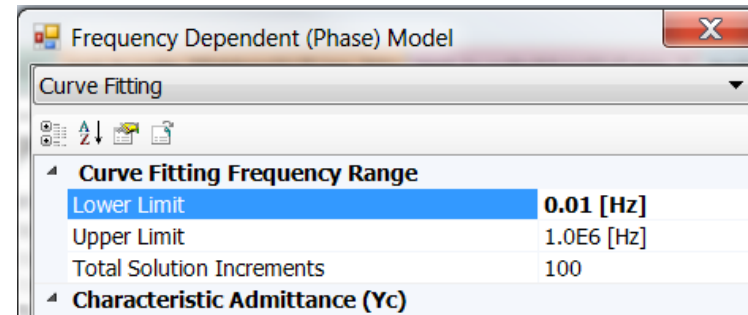 Frequency Dependent (Phase) Model
Curve Fitting
Curve Fitting Frequency Range
Lower Limit 0.01 [Hz]
Upper Limit 1.0E6 [Hz]
Total Solution Increments 100
Characteristic Admittance (Yc)